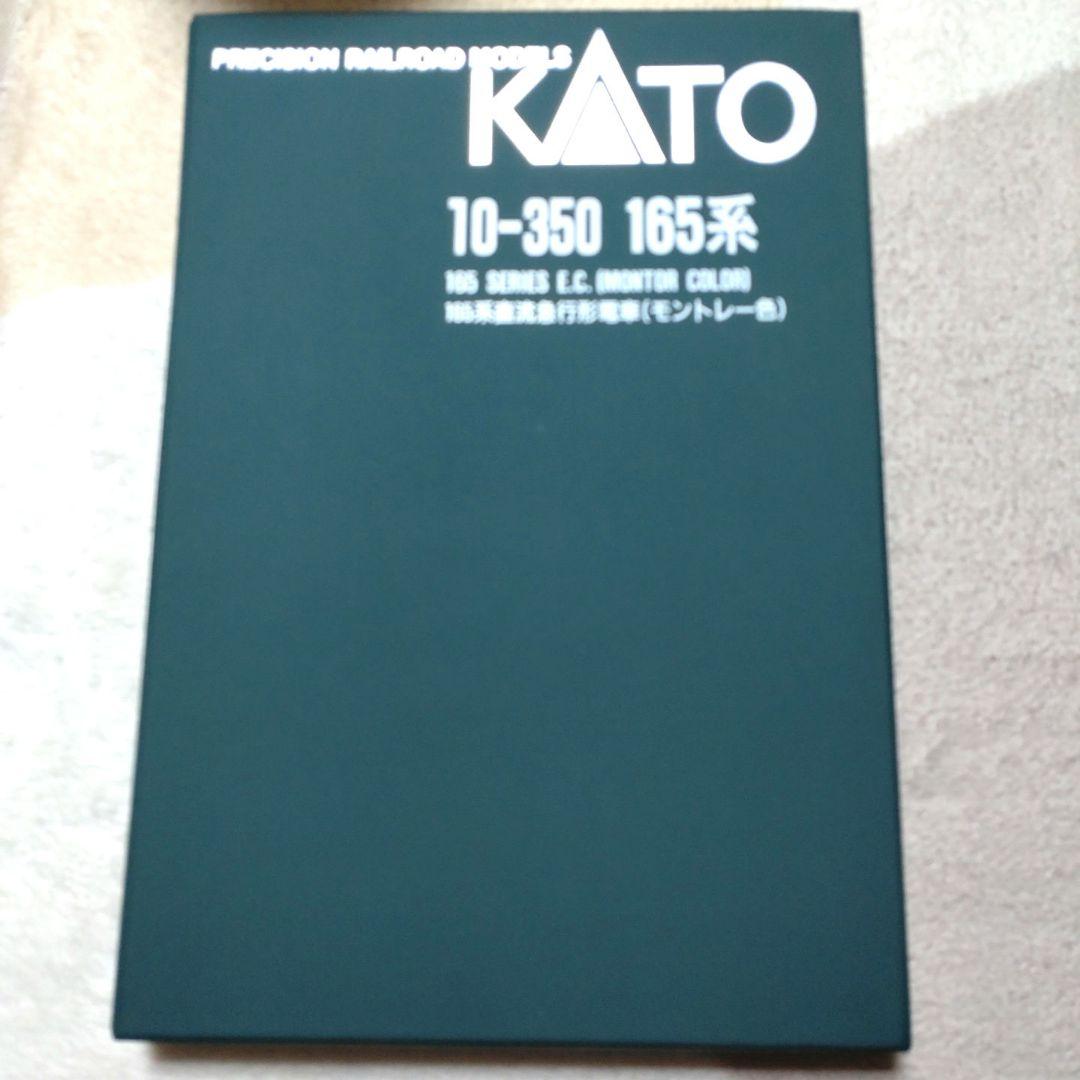 PRECISION RAILROAD MODELS
KATO
10-350 165系
165 SERIES E.C. (MONTOR COLOR)
165系直流急行形電車(モントレー色)